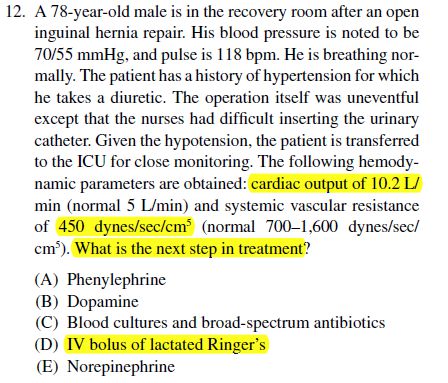 12. A 78-year-old male is in the recovery room after an open
inguinal hernia repair. His blood pressure is noted to be
70/55 mmHg, and pulse is 118 bpm. He is breathing nor-
mally. The patient has a history of hypertension for which
he takes a diuretic. The operation itself was uneventful
except that the nurses had difficult inserting the urinary
catheter. Given the hypotension, the patient is transferred
to the ICU for close monitoring. The following hemody-
namic parameters are obtained: cardiac output of 10.2 L/
min (normal 5 L/min) and systemic vascular resistance
of 450 dynes/sec/cm⁵ (normal 700–1,600 dynes/sec/
cm⁵). What is the next step in treatment?
(A) Phenylephrine
(B) Dopamine
(C) Blood cultures and broad-spectrum antibiotics
(D) IV bolus of lactated Ringer's
(E) Norepinephrine